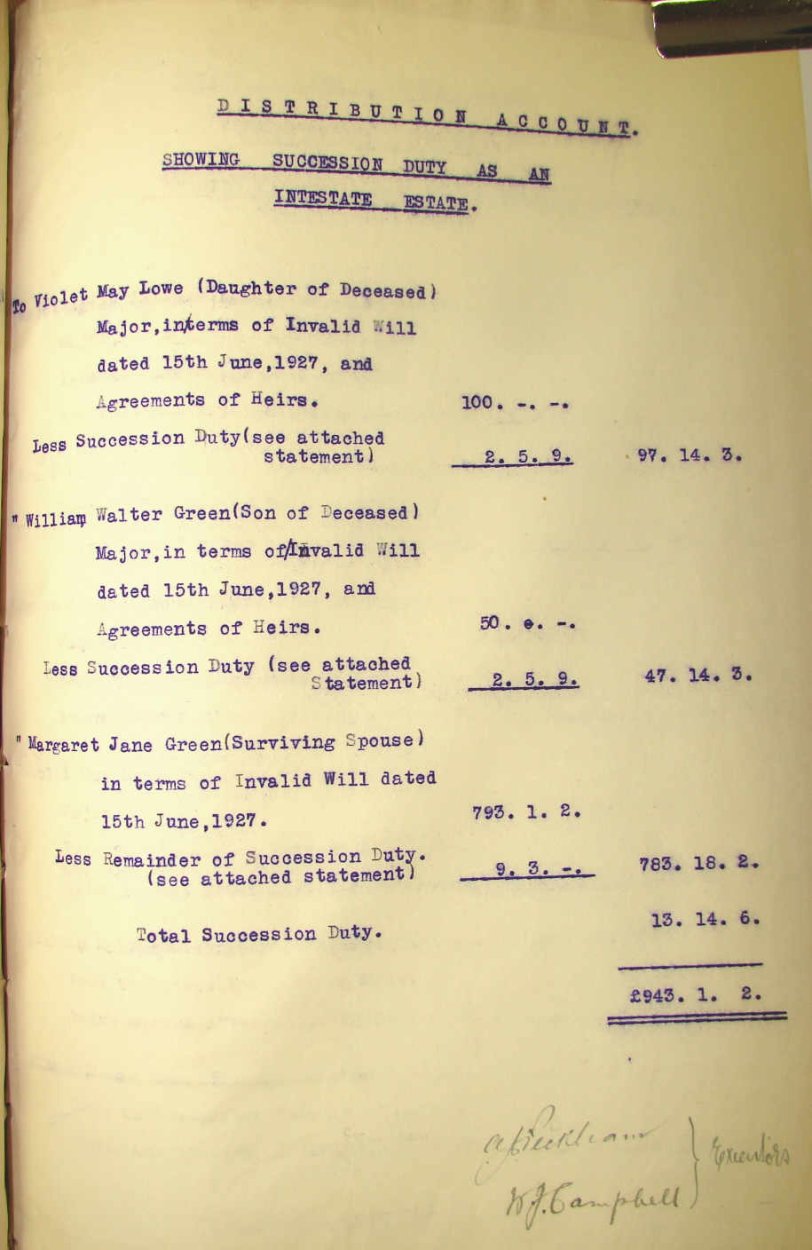 DISTRIBUTION ACCOUNT.
SHOWING SUCCESSION DUTY AS AN
INTESTATE ESTATE.
To Violet May Lowe (Daughter of Deceased)
Major,in/terms of Invalid Will
dated 15th June,1927, and
Agreements of Heirs. 100. -. -.
Less Succession Duty(see attached
statement) 2. 5. 9. 97. 14. 3.
" William Walter Green(Son of Deceased)
Major,in terms of/Invalid Will
dated 15th June,1927, and
Agreements of Heirs. 50. -. -.
Less Succession Duty (see attached
Statement) 2. 5. 9. 47. 14. 3.
" Margaret Jane Green(Surviving Spouse)
in terms of Invalid Will dated
15th June,1927. 793. 1. 2.
Less Remainder of Succession Duty.
(see attached statement) 9. 3. -. 783. 18. 2.
Total Succession Duty. 13. 14. 6.
£943. 1. 2.
Executors
W.J.Campbell